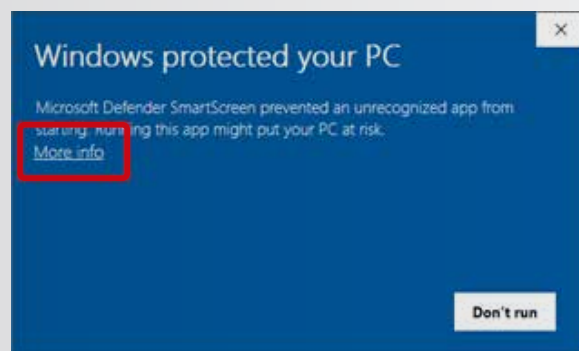 Windows protected your PC
Microsoft Defender SmartScreen prevented an unrecognized app from
starting. Running this app might put your PC at risk.
More info
Don't run